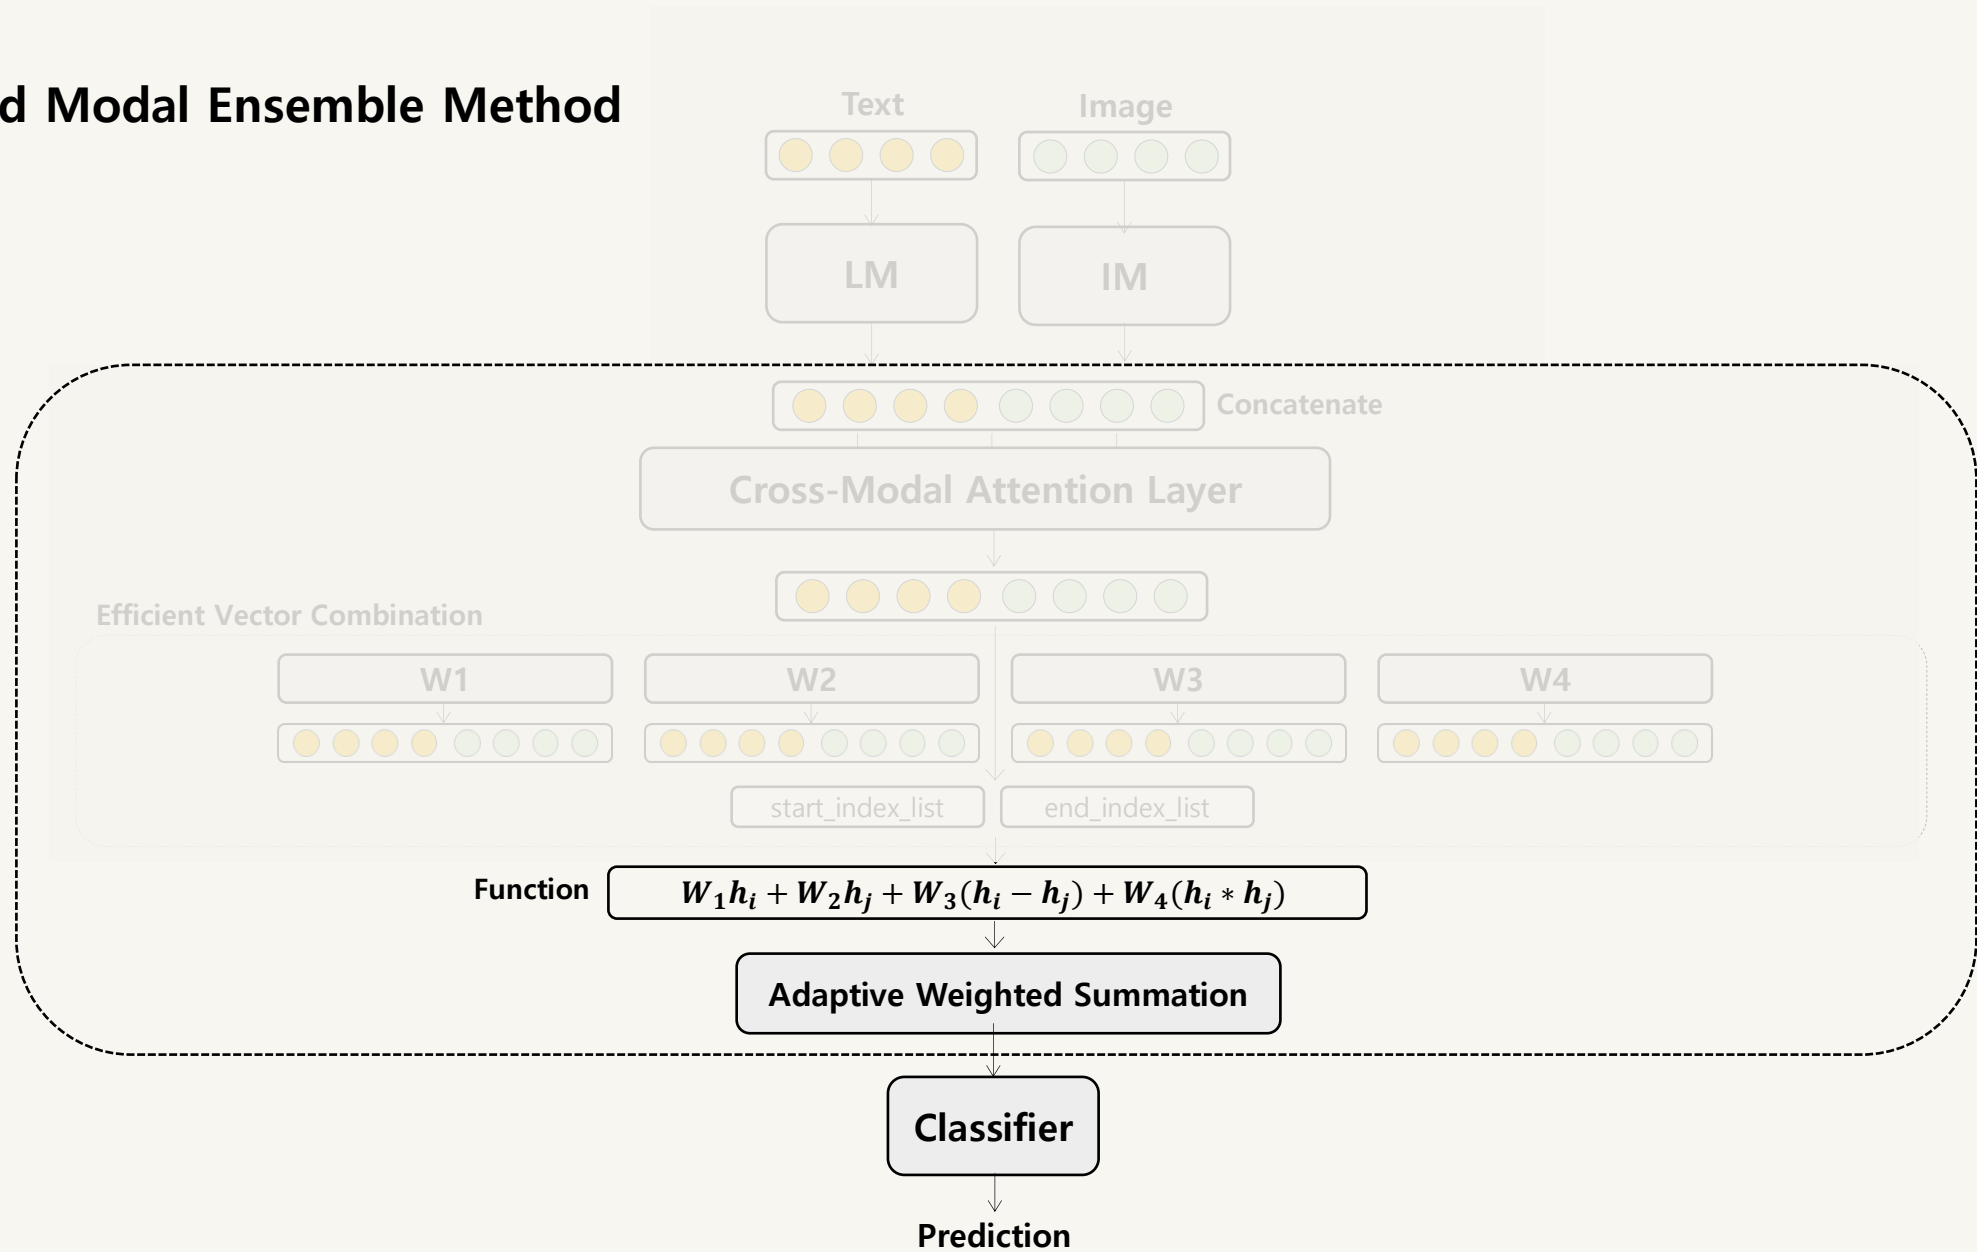 d Modal Ensemble Method
Text
Image
LM
IM
Concatenate
Cross-Modal Attention Layer
Efficient Vector Combination
W1
W2
W3
W4
start_index_list
end_index_list
Function
W₁hᵢ + W₂hⱼ + W₃(hᵢ − hⱼ) + W₄(hᵢ * hⱼ)
Adaptive Weighted Summation
Classifier
Prediction